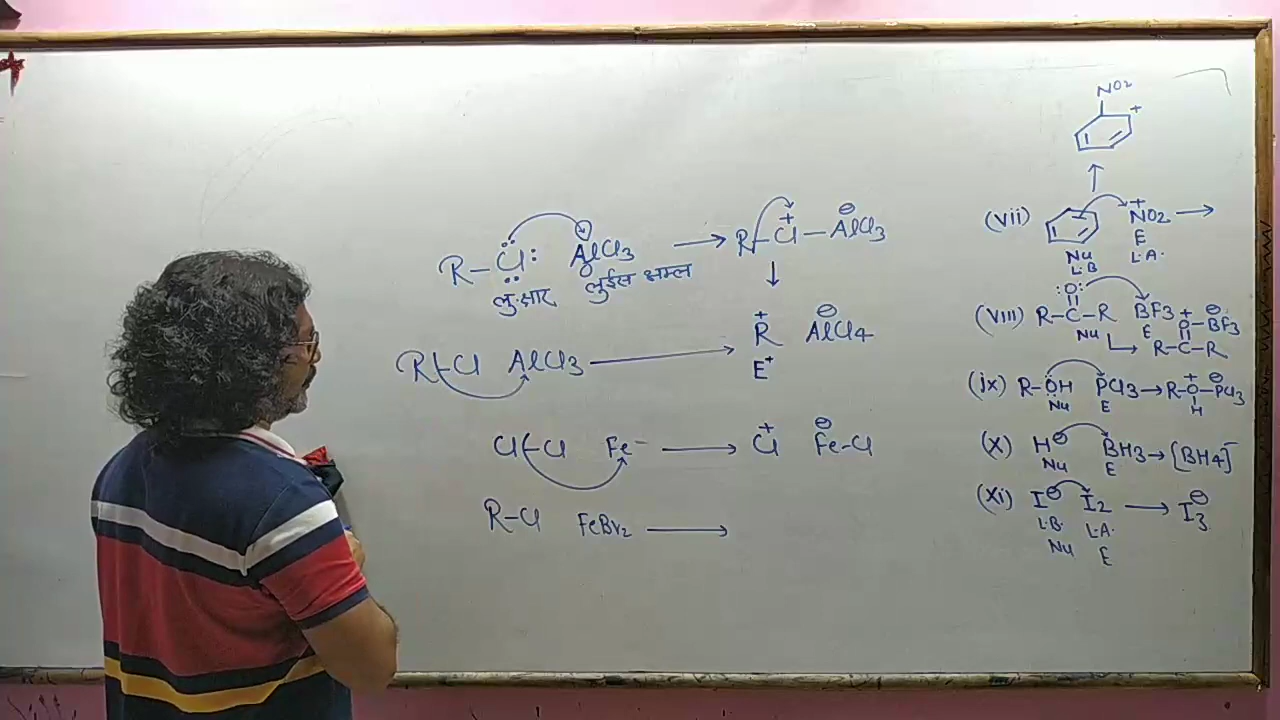 R–Cl: AlCl3 → R–Cl⁺–AlCl3⊖
लु.क्षार लुईस अम्ल
↓
R–Cl AlCl3 → R⁺ AlCl4⊖
E⁺
Cl–Cl Fe– → Cl⁺ Fe⊖–Cl
R–Cl FeBr2 →
NO2
+
↑
(vii) ⁺NO2 →
Nu E
L·B L·A·
:O:
(viii) R–C–R BF3
Nu E
O⁺–BF3⊖
↳ R–C–R
(ix) R–ÖH PCl3 → R–O⁺–PCl3⊖
Nu E H
(x) H⊖ BH3 → [BH4]⁻
Nu E
(xi) I⊖ I2 → I3⊖
L·B· L·A·
Nu E